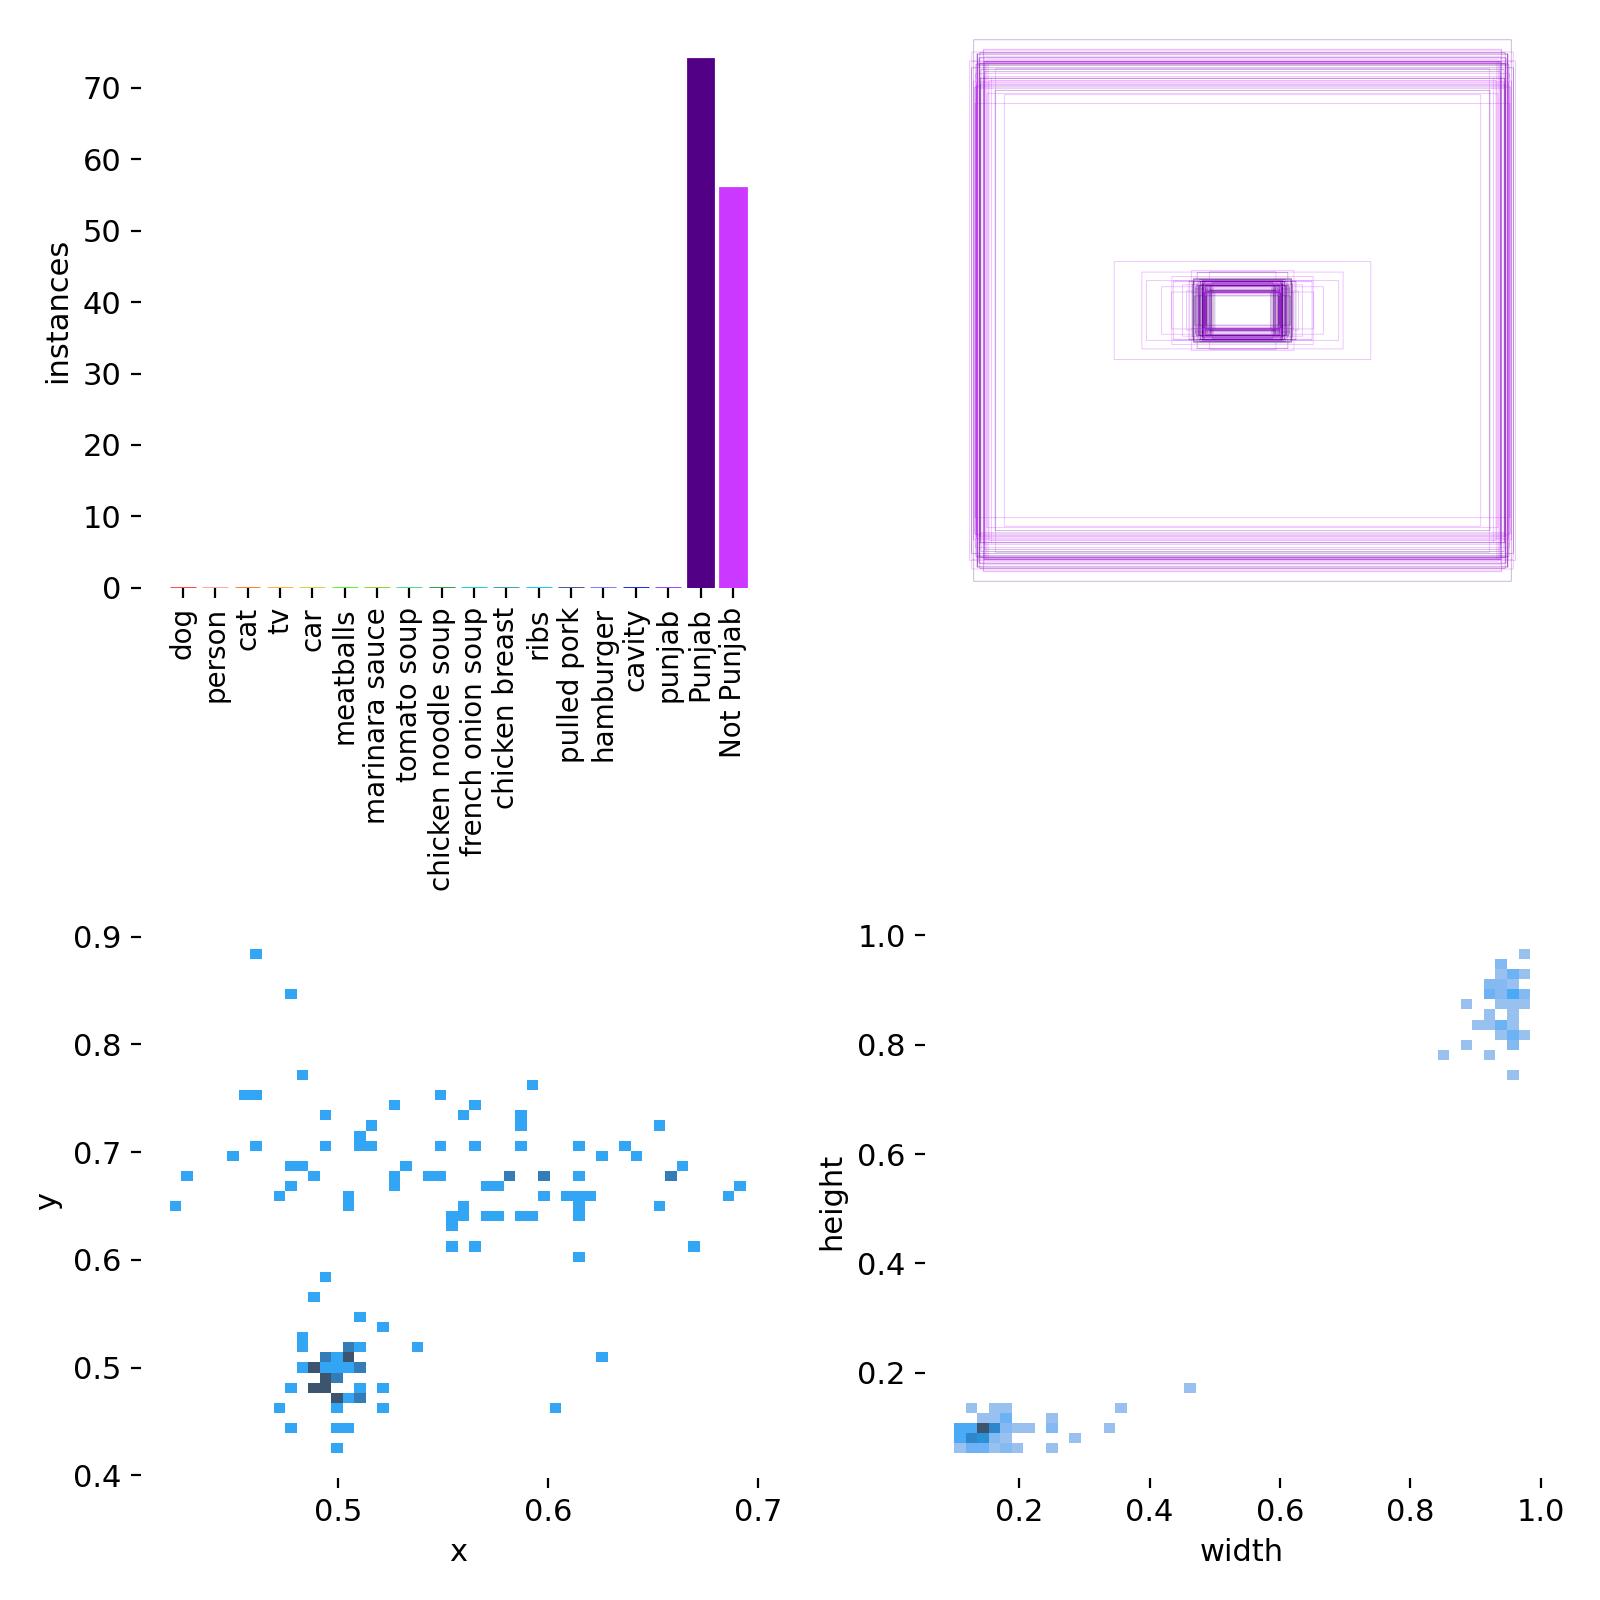 70
60
50
40
30
20
10
0
instances
dog
person
cat
tv
car
meatballs
marinara sauce
tomato soup
chicken noodle soup
french onion soup
chicken breast
ribs
pulled pork
hamburger
cavity
punjab
Punjab
Not Punjab
0.9
0.8
0.7
0.6
0.5
0.4
y
0.5 0.6 0.7
x
1.0
0.8
0.6
0.4
0.2
height
0.2 0.4 0.6 0.8 1.0
width